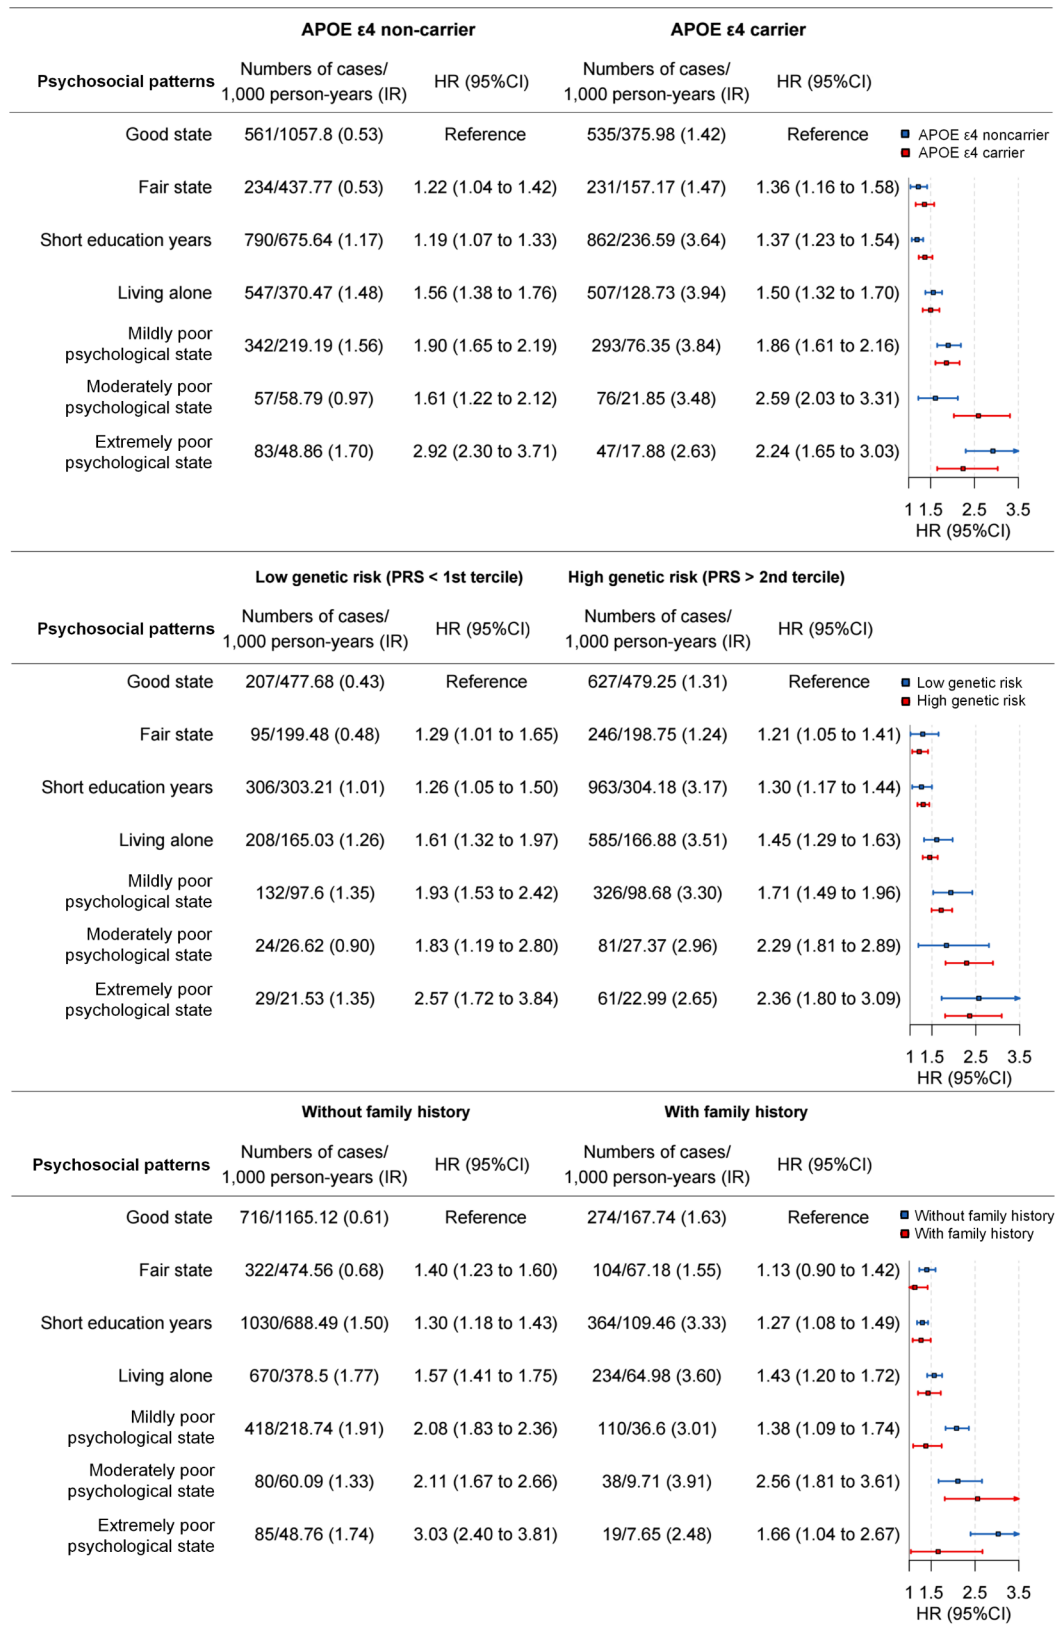 APOE ε4 non-carrier APOE ε4 carrier
Psychosocial patterns Numbers of cases/ 1,000 person-years (IR) HR (95%CI) Numbers of cases/ 1,000 person-years (IR) HR (95%CI)
Good state 561/1057.8 (0.53) Reference 535/375.98 (1.42) Reference
APOE ε4 noncarrier
APOE ε4 carrier
Fair state 234/437.77 (0.53) 1.22 (1.04 to 1.42) 231/157.17 (1.47) 1.36 (1.16 to 1.58)
Short education years 790/675.64 (1.17) 1.19 (1.07 to 1.33) 862/236.59 (3.64) 1.37 (1.23 to 1.54)
Living alone 547/370.47 (1.48) 1.56 (1.38 to 1.76) 507/128.73 (3.94) 1.50 (1.32 to 1.70)
Mildly poor
psychological state 342/219.19 (1.56) 1.90 (1.65 to 2.19) 293/76.35 (3.84) 1.86 (1.61 to 2.16)
Moderately poor
psychological state 57/58.79 (0.97) 1.61 (1.22 to 2.12) 76/21.85 (3.48) 2.59 (2.03 to 3.31)
Extremely poor
psychological state 83/48.86 (1.70) 2.92 (2.30 to 3.71) 47/17.88 (2.63) 2.24 (1.65 to 3.03)
1 1.5 2.5 3.5
HR (95%CI)
Low genetic risk (PRS < 1st tercile) High genetic risk (PRS > 2nd tercile)
Psychosocial patterns Numbers of cases/ 1,000 person-years (IR) HR (95%CI) Numbers of cases/ 1,000 person-years (IR) HR (95%CI)
Good state 207/477.68 (0.43) Reference 627/479.25 (1.31) Reference
Low genetic risk
High genetic risk
Fair state 95/199.48 (0.48) 1.29 (1.01 to 1.65) 246/198.75 (1.24) 1.21 (1.05 to 1.41)
Short education years 306/303.21 (1.01) 1.26 (1.05 to 1.50) 963/304.18 (3.17) 1.30 (1.17 to 1.44)
Living alone 208/165.03 (1.26) 1.61 (1.32 to 1.97) 585/166.88 (3.51) 1.45 (1.29 to 1.63)
Mildly poor
psychological state 132/97.6 (1.35) 1.93 (1.53 to 2.42) 326/98.68 (3.30) 1.71 (1.49 to 1.96)
Moderately poor
psychological state 24/26.62 (0.90) 1.83 (1.19 to 2.80) 81/27.37 (2.96) 2.29 (1.81 to 2.89)
Extremely poor
psychological state 29/21.53 (1.35) 2.57 (1.72 to 3.84) 61/22.99 (2.65) 2.36 (1.80 to 3.09)
1 1.5 2.5 3.5
HR (95%CI)
Without family history With family history
Psychosocial patterns Numbers of cases/ 1,000 person-years (IR) HR (95%CI) Numbers of cases/ 1,000 person-years (IR) HR (95%CI)
Good state 716/1165.12 (0.61) Reference 274/167.74 (1.63) Reference
Without family history
With family history
Fair state 322/474.56 (0.68) 1.40 (1.23 to 1.60) 104/67.18 (1.55) 1.13 (0.90 to 1.42)
Short education years 1030/688.49 (1.50) 1.30 (1.18 to 1.43) 364/109.46 (3.33) 1.27 (1.08 to 1.49)
Living alone 670/378.5 (1.77) 1.57 (1.41 to 1.75) 234/64.98 (3.60) 1.43 (1.20 to 1.72)
Mildly poor
psychological state 418/218.74 (1.91) 2.08 (1.83 to 2.36) 110/36.6 (3.01) 1.38 (1.09 to 1.74)
Moderately poor
psychological state 80/60.09 (1.33) 2.11 (1.67 to 2.66) 38/9.71 (3.91) 2.56 (1.81 to 3.61)
Extremely poor
psychological state 85/48.76 (1.74) 3.03 (2.40 to 3.81) 19/7.65 (2.48) 1.66 (1.04 to 2.67)
1 1.5 2.5 3.5
HR (95%CI)